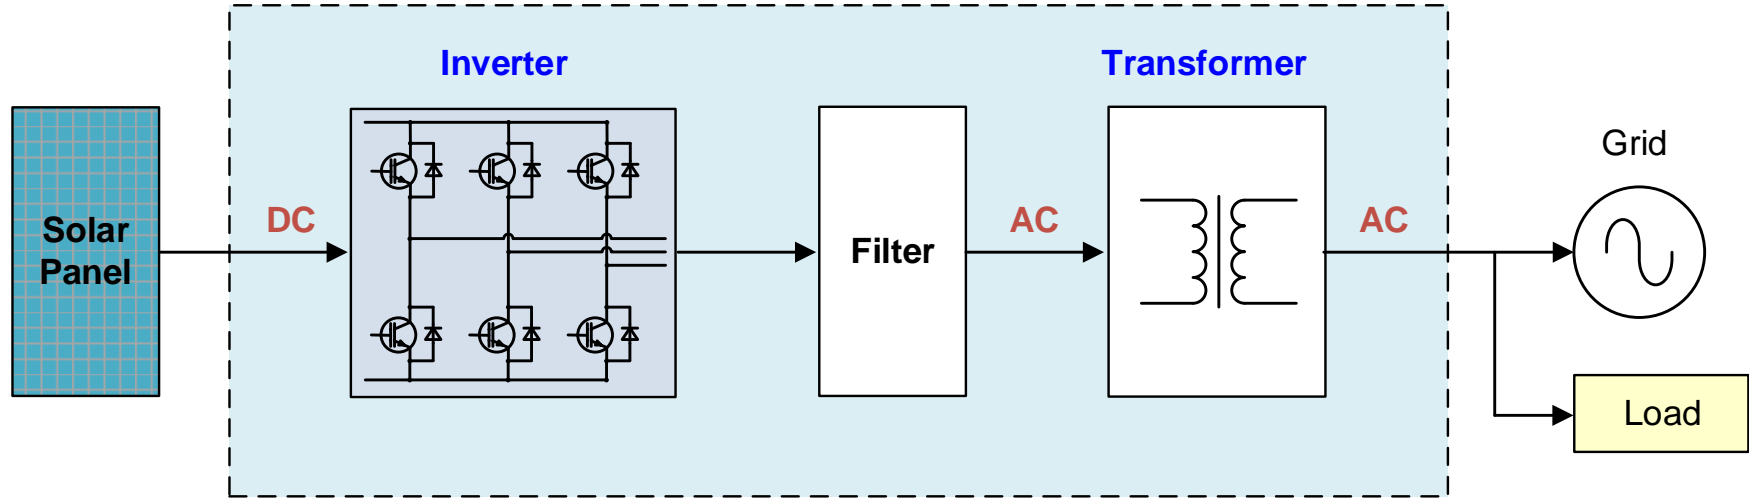 Inverter
Transformer
Grid
Solar
Panel
DC
Filter
AC
AC
Load